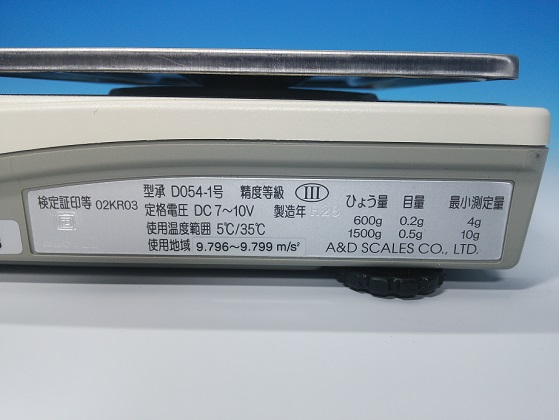 検定証印等 02KR03
型承 D054-1号 精度等級 III
定格電圧 DC 7～10V 製造年
使用温度範囲 5℃/35℃
使用地域 9.796～9.799 m/s²
ひょう量 目量 最小測定量
600g 0.2g 4g
1500g 0.5g 10g
A&D SCALES CO., LTD.